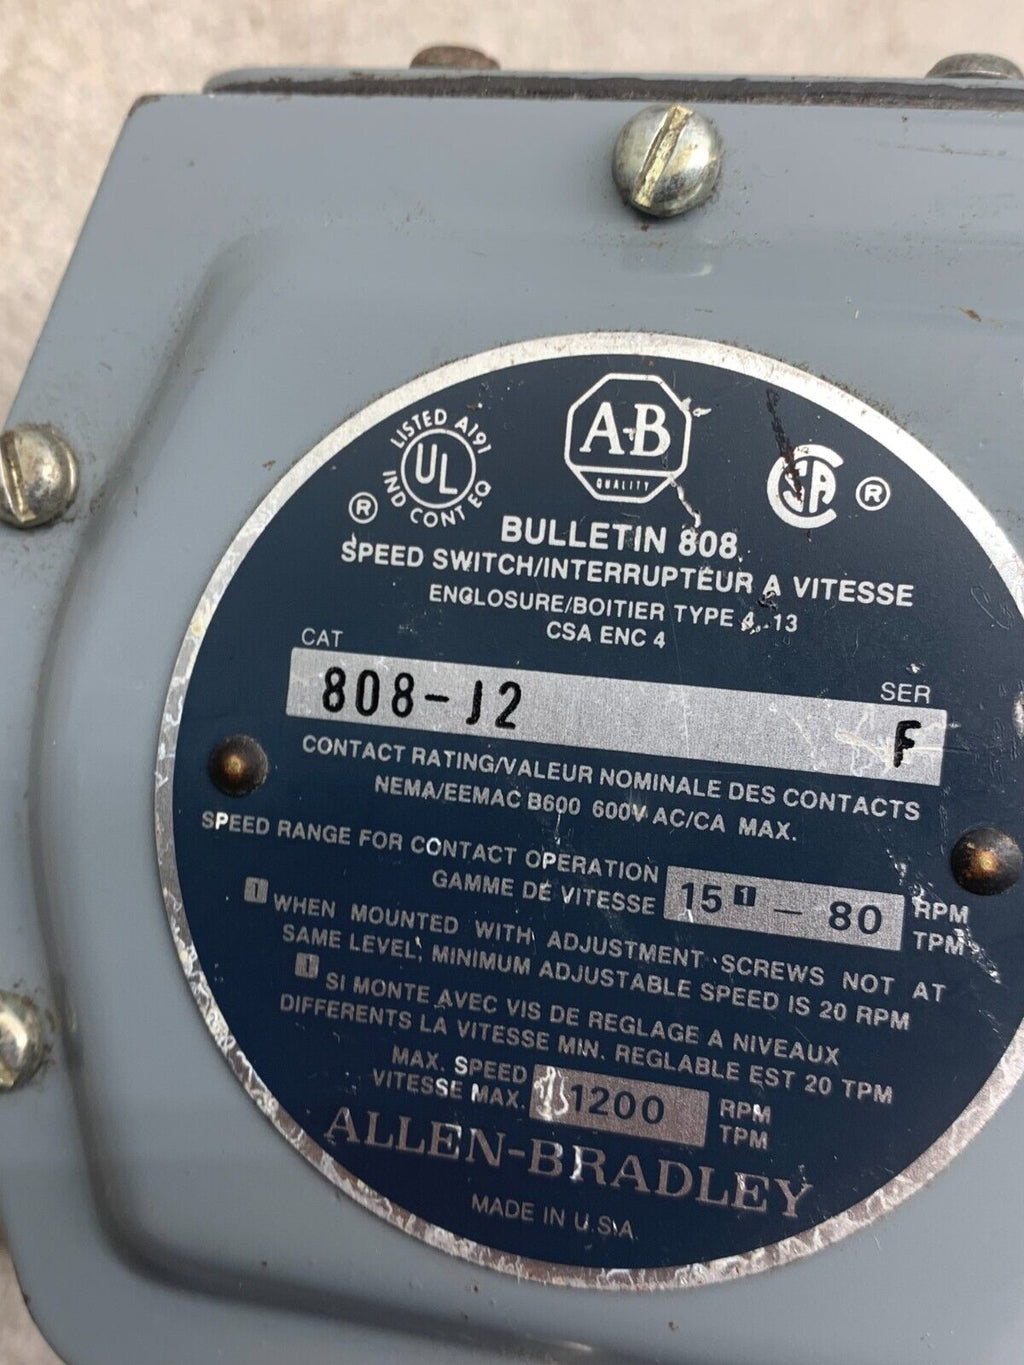 LISTED A191
UL
IND CONT EQ
®
A-B
QUALITY
SA
®
BULLETIN 808
SPEED SWITCH/INTERRUPTEUR A VITESSE
ENCLOSURE/BOITIER TYPE 4, 13
CSA ENC 4
CAT
SER
808-J2
F
CONTACT RATING/VALEUR NOMINALE DES CONTACTS
NEMA/EEMAC B600 600V AC/CA MAX.
SPEED RANGE FOR CONTACT OPERATION
GAMME DE VITESSE
15 1 – 80
RPM
TPM
1 WHEN MOUNTED WITH ADJUSTMENT SCREWS NOT AT
SAME LEVEL, MINIMUM ADJUSTABLE SPEED IS 20 RPM
1 SI MONTE AVEC VIS DE REGLAGE A NIVEAUX
DIFFERENTS LA VITESSE MIN. REGLABLE EST 20 TPM
MAX. SPEED
VITESSE MAX.
1200
RPM
TPM
ALLEN-BRADLEY
MADE IN U.S.A.